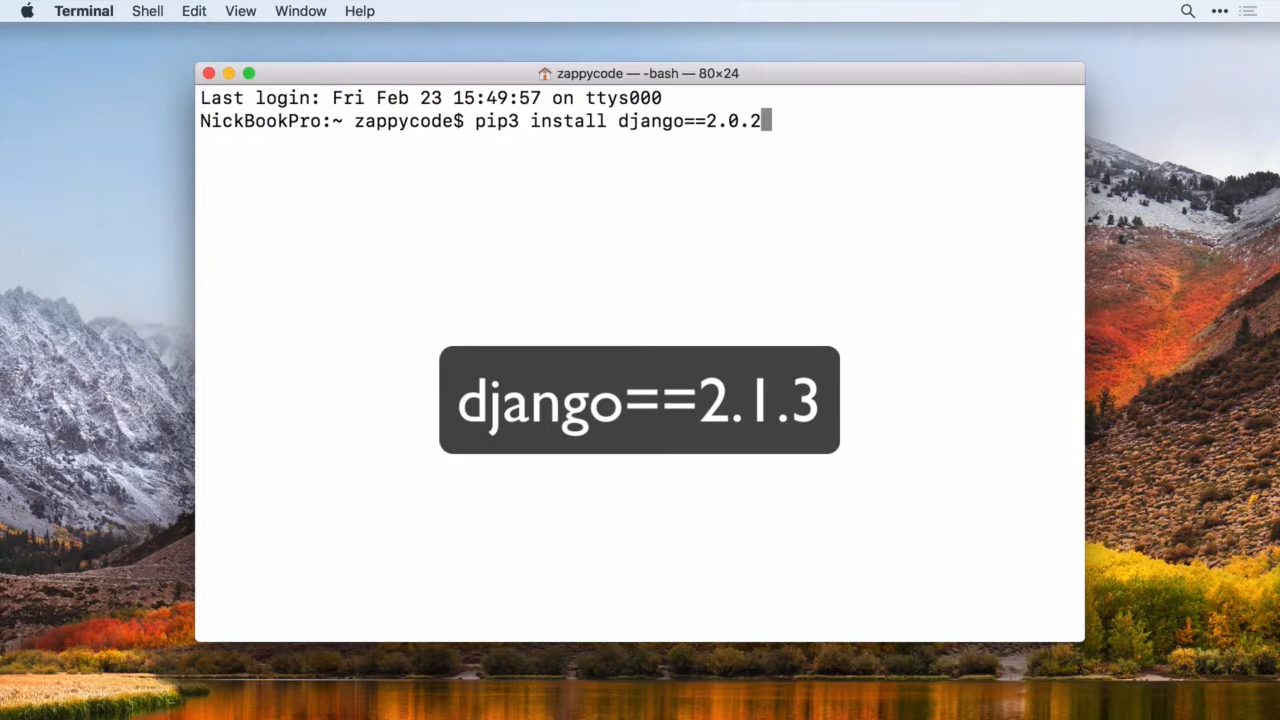 Terminal Shell Edit View Window Help
zappycode — -bash — 80×24
Last login: Fri Feb 23 15:49:57 on ttys000
NickBookPro:~ zappycode$ pip3 install django==2.0.2
django==2.1.3